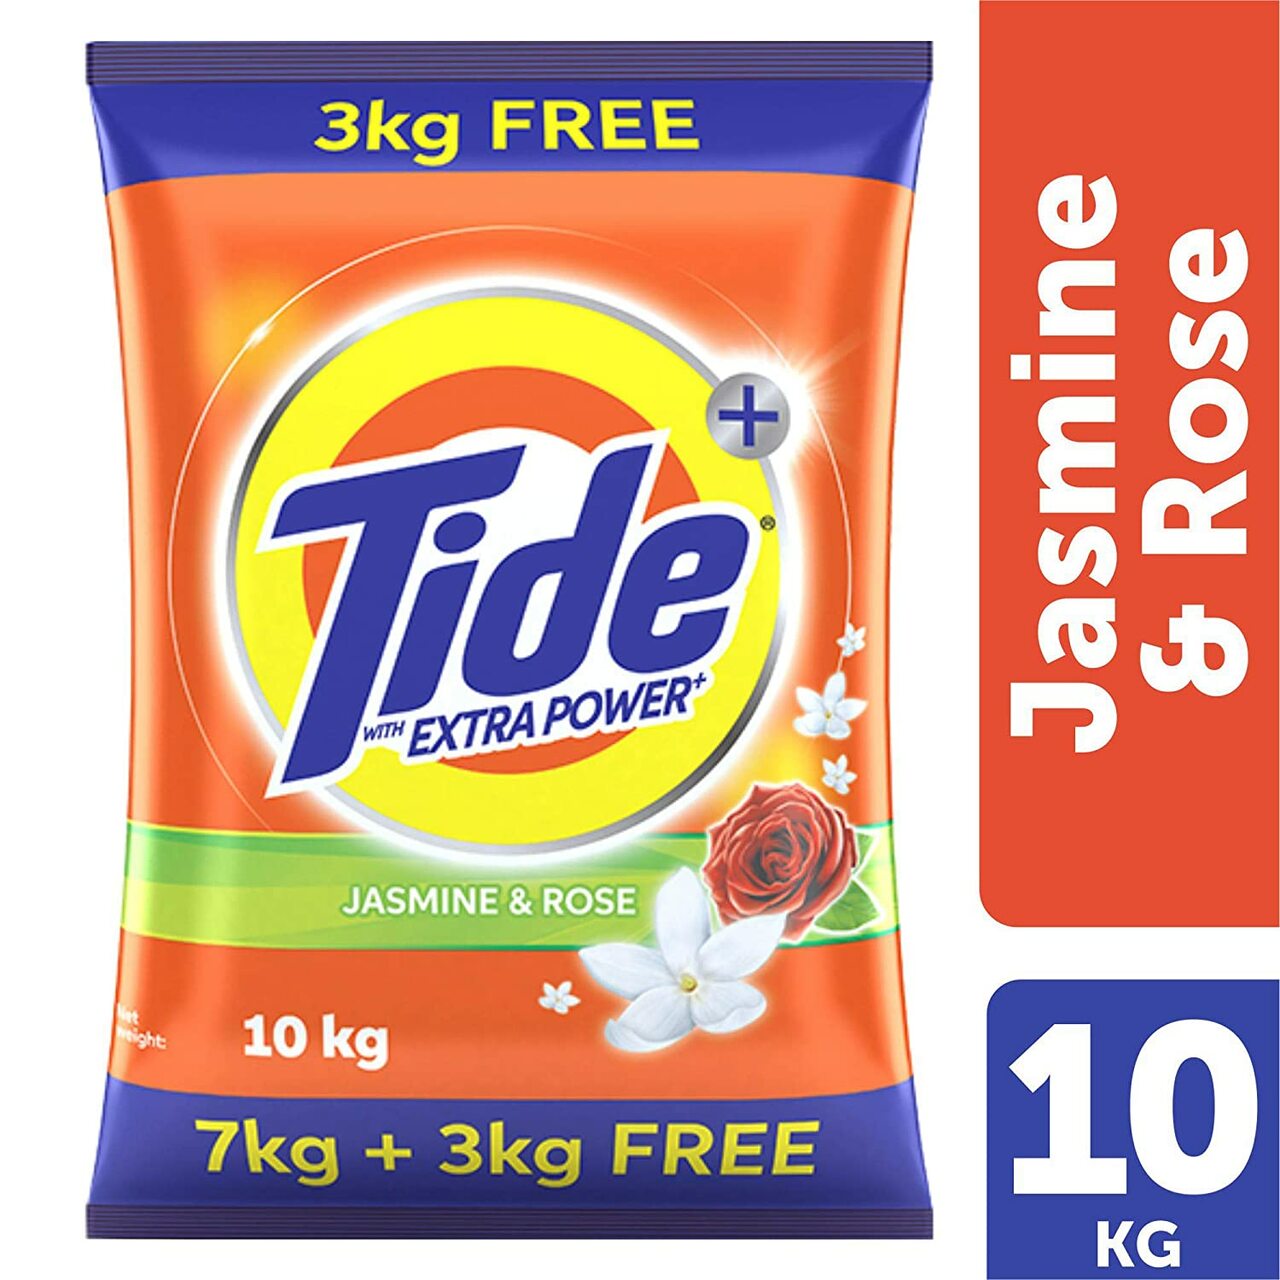 3kg FREE
+
Tide®
WITH EXTRA POWER+
JASMINE & ROSE
Net
weight:
10 kg
7kg + 3kg FREE
Jasmine
& Rose
10
KG